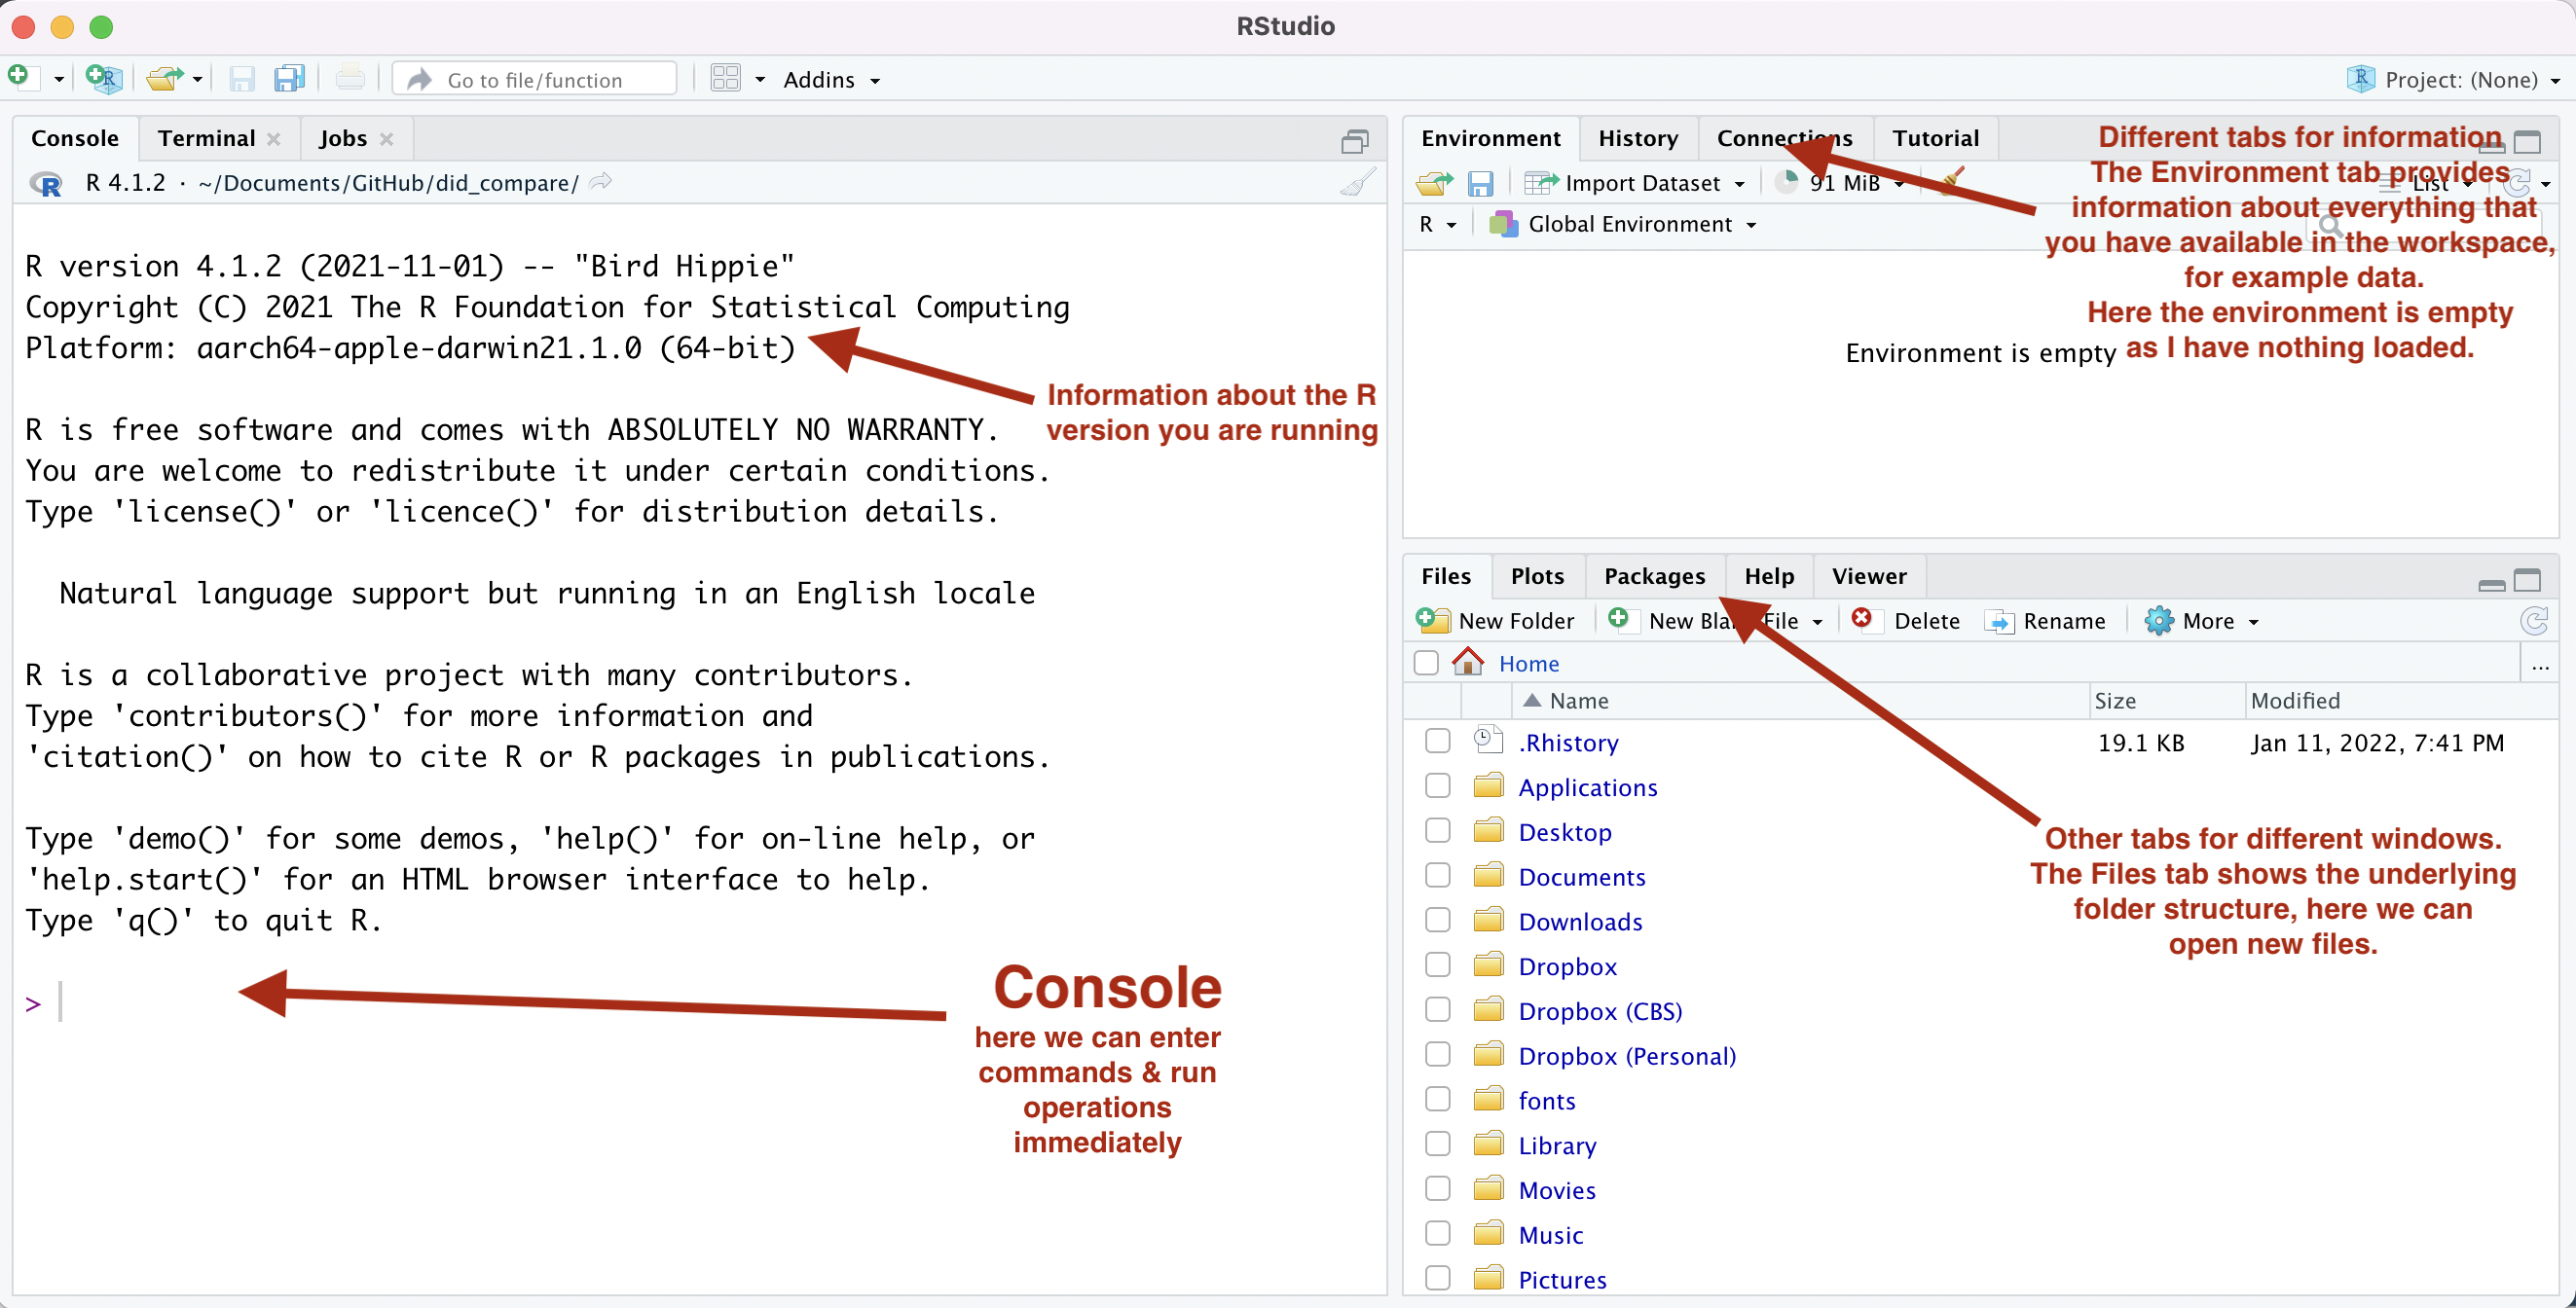 RStudio
Go to file/function
Addins
Project: (None)
Console
Terminal
Jobs
R 4.1.2 · ~/Documents/GitHub/did_compare/
R version 4.1.2 (2021-11-01) -- "Bird Hippie"
Copyright (C) 2021 The R Foundation for Statistical Computing
Platform: aarch64-apple-darwin21.1.0 (64-bit)
Information about the R
version you are running
R is free software and comes with ABSOLUTELY NO WARRANTY.
You are welcome to redistribute it under certain conditions.
Type 'license()' or 'licence()' for distribution details.
Natural language support but running in an English locale
R is a collaborative project with many contributors.
Type 'contributors()' for more information and
'citation()' on how to cite R or R packages in publications.
Type 'demo()' for some demos, 'help()' for on-line help, or
'help.start()' for an HTML browser interface to help.
Type 'q()' to quit R.
>
Console
here we can enter
commands & run
operations
immediately
Environment
History
Connections
Tutorial
Import Dataset
91 MiB
List
R
Global Environment
Environment is empty
Different tabs for information
The Environment tab provides
information about everything that
you have available in the workspace,
for example data.
Here the environment is empty
as I have nothing loaded.
Files
Plots
Packages
Help
Viewer
New Folder
New Blank File
Delete
Rename
More
Home
...
Name
Size
Modified
.Rhistory
19.1 KB
Jan 11, 2022, 7:41 PM
Applications
Desktop
Documents
Downloads
Dropbox
Dropbox (CBS)
Dropbox (Personal)
fonts
Library
Movies
Music
Pictures
Other tabs for different windows.
The Files tab shows the underlying
folder structure, here we can
open new files.